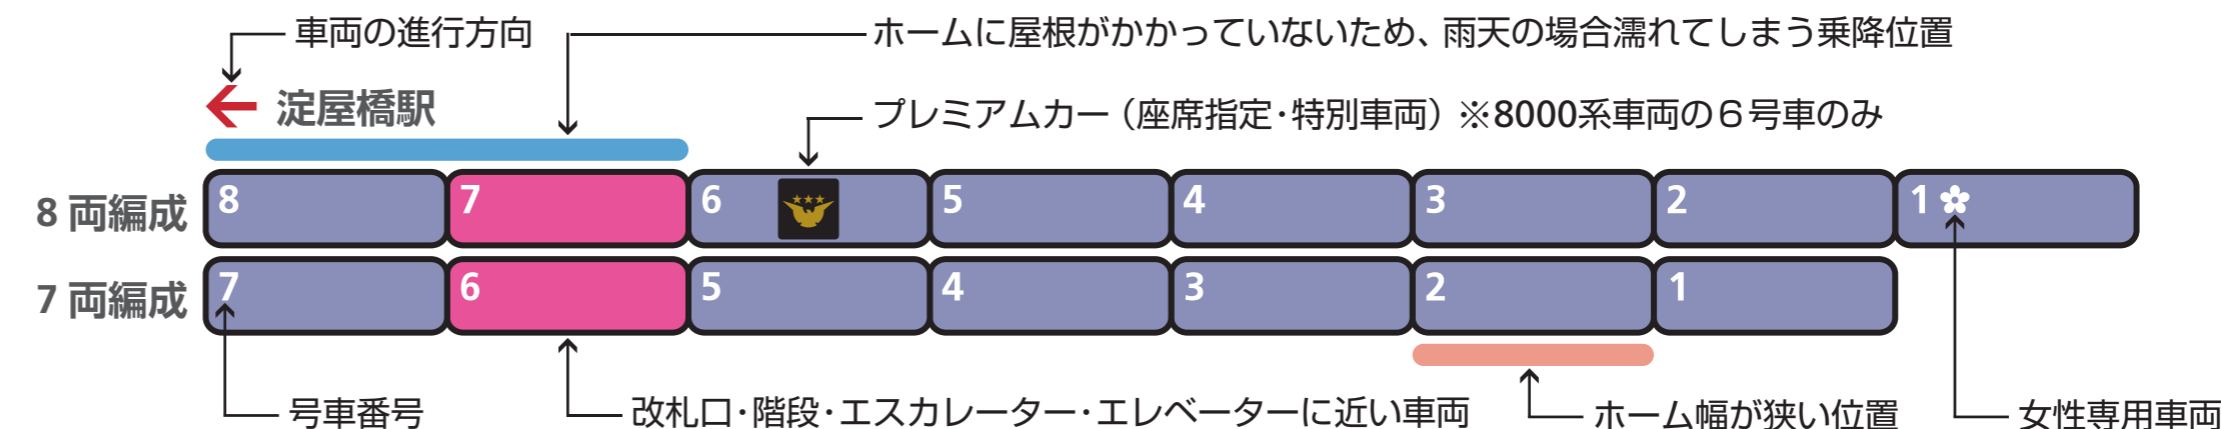 車両の進行方向
ホームに屋根がかかっていないため、雨天の場合濡れてしまう乗降位置
淀屋橋駅
プレミアムカー（座席指定・特別車両）※8000系車両の６号車のみ
8 両編成
8 7 6 5 4 3 2 1
7 両編成
7 6 5 4 3 2 1
号車番号
改札口・階段・エスカレーター・エレベーターに近い車両
ホーム幅が狭い位置
女性専用車両